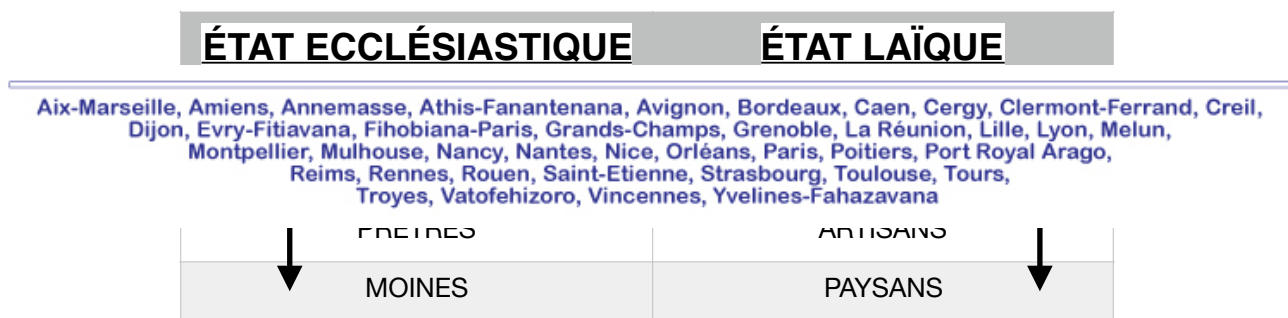 ÉTAT ECCLÉSIASTIQUE ÉTAT LAÏQUE
Aix-Marseille, Amiens, Annemasse, Athis-Fanantenana, Avignon, Bordeaux, Caen, Cergy, Clermont-Ferrand, Creil,
Dijon, Evry-Fitiavana, Fihobiana-Paris, Grands-Champs, Grenoble, La Réunion, Lille, Lyon, Melun,
Montpellier, Mulhouse, Nancy, Nantes, Nice, Orléans, Paris, Poitiers, Port Royal Arago,
Reims, Rennes, Rouen, Saint-Etienne, Strasbourg, Toulouse, Tours,
Troyes, Vatofehizoro, Vincennes, Yvelines-Fahazavana
PRÊTRES ARTISANS
MOINES PAYSANS